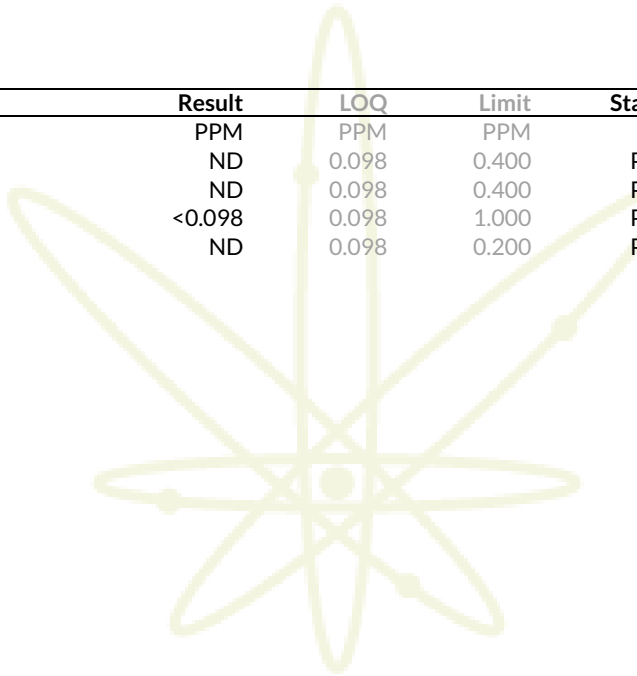 Result LOQ Limit Sta
PPM PPM PPM
ND 0.098 0.400 P
ND 0.098 0.400 P
<0.098 0.098 1.000 P
ND 0.098 0.200 P